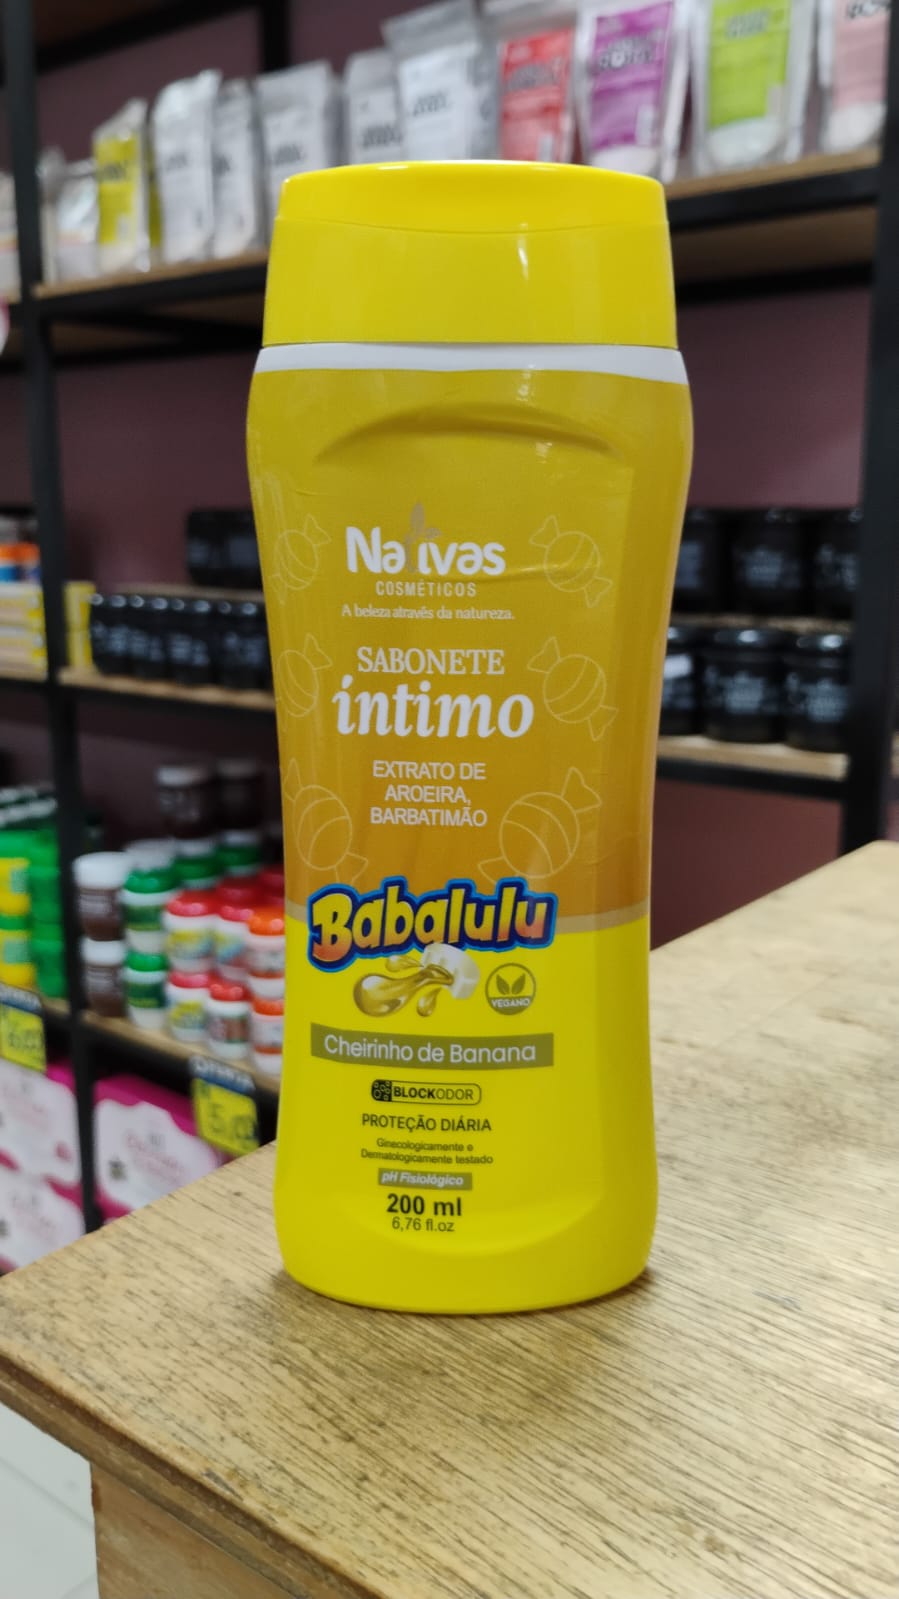 Nativas
COSMÉTICOS
A beleza através da natureza.
SABONETE
íntimo
EXTRATO DE
AROEIRA,
BARBATIMÃO
Babalulu
VEGANO
Cheirinho de Banana
BLOCKODOR
PROTEÇÃO DIÁRIA
Ginecologicamente e
Dermatologicamente testado
pH Fisiológico
200 ml
6,76 fl.oz
OFERTA